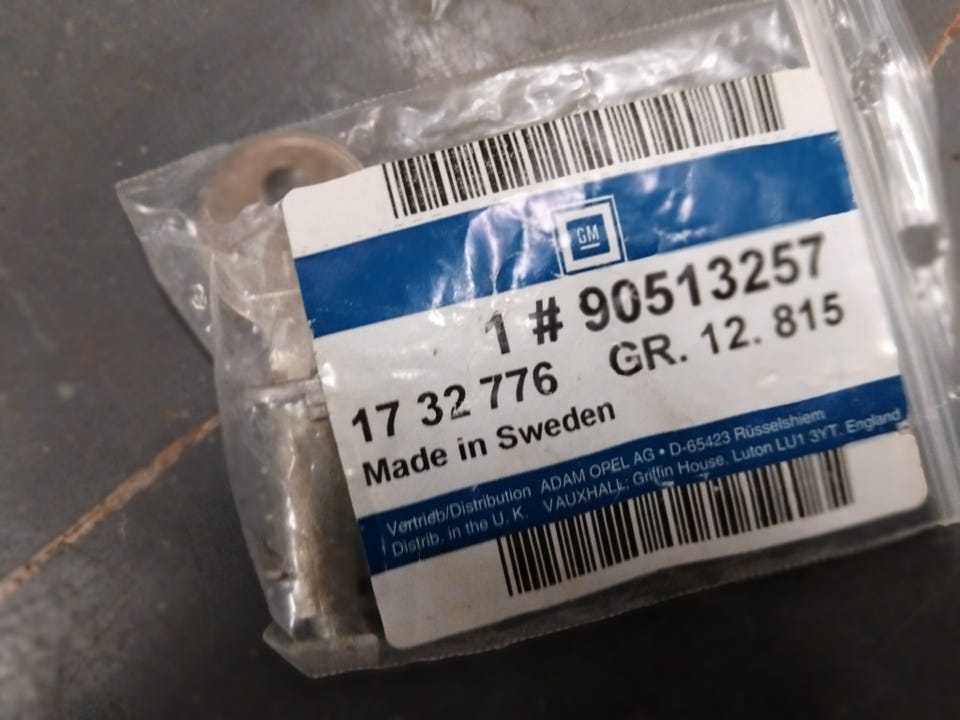 GM
1 # 90513257
17 32 776 GR. 12. 815
Made in Sweden
Vertrieb/Distribution ADAM OPEL AG • D-65423 Rüsselshiem
Distrib. in the U. K. VAUXHALL: Griffin House. Luton LU1 3YT. England